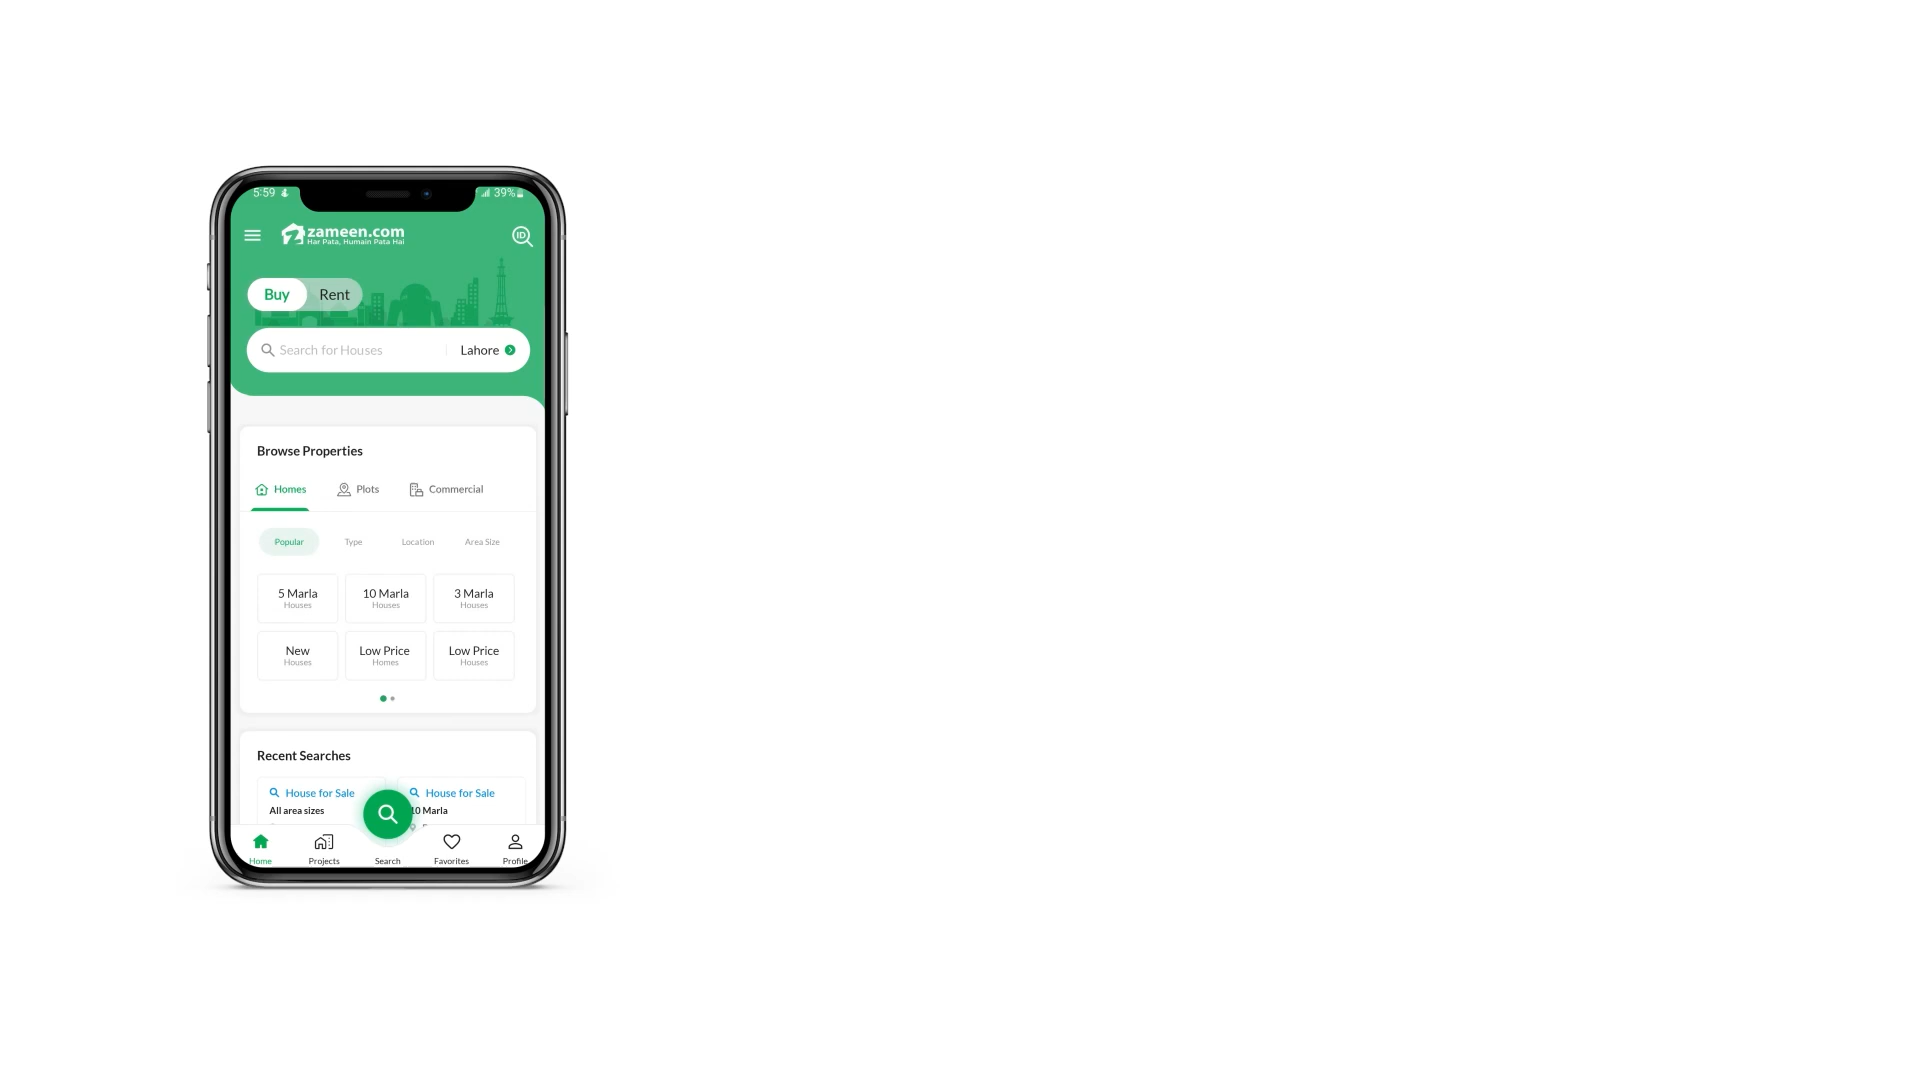 5:59
39%
zameen.com
Har Pata, Humain Pata Hai
ID
Buy Rent
Search for Houses Lahore
Browse Properties
Homes Plots Commercial
Popular Type Location Area Size
5 Marla 10 Marla 3 Marla
Houses Houses Houses
New Low Price Low Price
Houses Homes Houses
Recent Searches
House for Sale House for Sale
All area sizes 10 Marla
Home Projects Search Favorites Profile